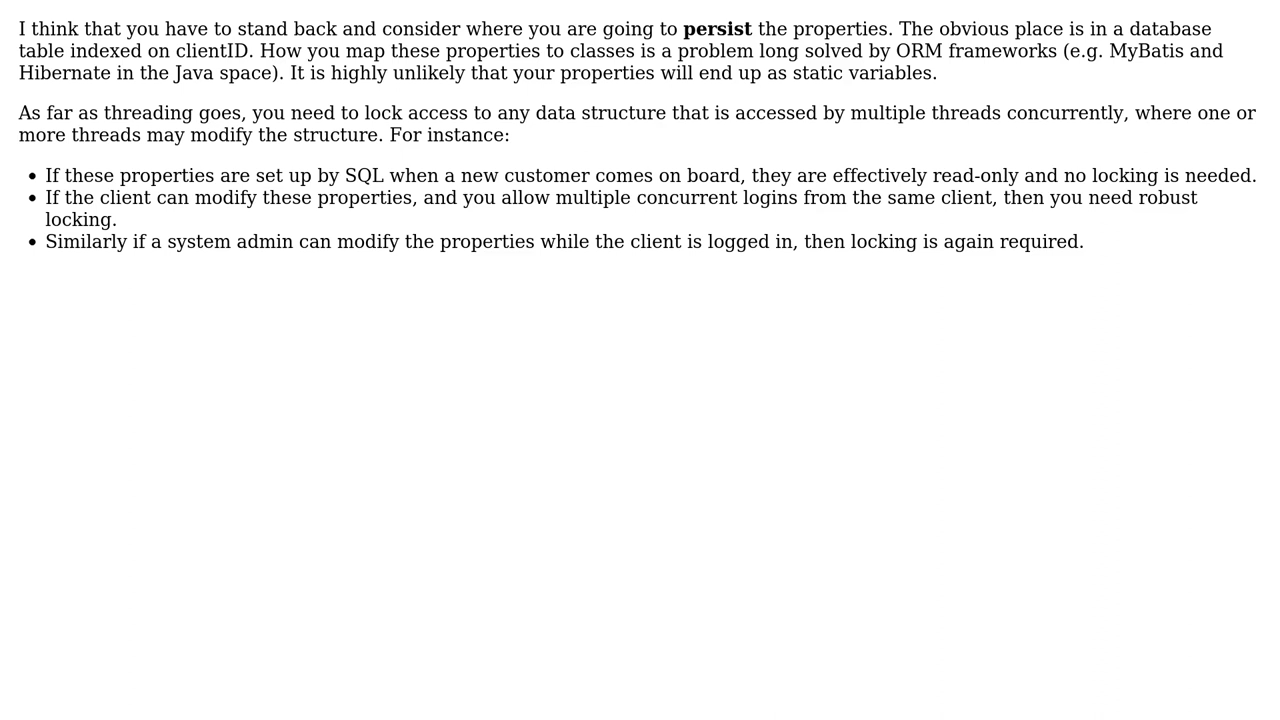 I think that you have to stand back and consider where you are going to persist the properties. The obvious place is in a database
table indexed on clientID. How you map these properties to classes is a problem long solved by ORM frameworks (e.g. MyBatis and
Hibernate in the Java space). It is highly unlikely that your properties will end up as static variables.
As far as threading goes, you need to lock access to any data structure that is accessed by multiple threads concurrently, where one or
more threads may modify the structure. For instance:
• If these properties are set up by SQL when a new customer comes on board, they are effectively read-only and no locking is needed.
• If the client can modify these properties, and you allow multiple concurrent logins from the same client, then you need robust
locking.
• Similarly if a system admin can modify the properties while the client is logged in, then locking is again required.